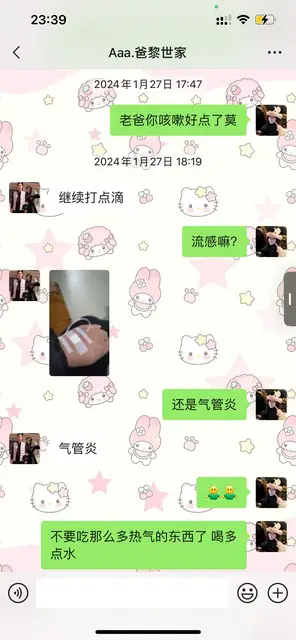 23:39
Aaa.爸黎世家
2024年1月27日 17:47
老爸你咳嗽好点了莫
2024年1月27日 18:19
继续打点滴
流感嘛?
还是气管炎
气管炎
不要吃那么多热气的东西了 喝多
点水